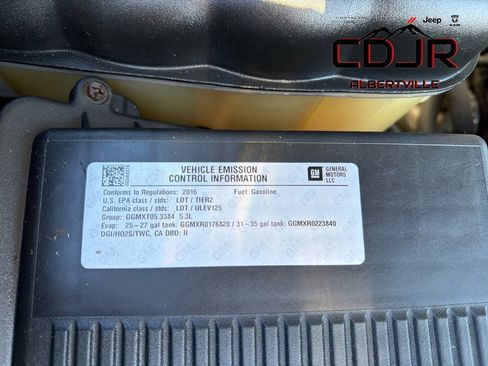 Jeep
RAM
CDJR
ALBERTVILLE
VEHICLE EMISSION
CONTROL INFORMATION
GM
GENERAL
MOTORS
LLC
Conforms to Regulations: 2016 Fuel: Gasoline
U.S. EPA class / stds: LDT / TIER2
California class / stds: LDT / ULEV125
Group: GGMXT05.3384 5.3L
Evap: 25-27 gal tank: GGMXR0176820 / 31-35 gal tank: GGMXR0223840
DGI/HO2S/TWC, CA OBD: II